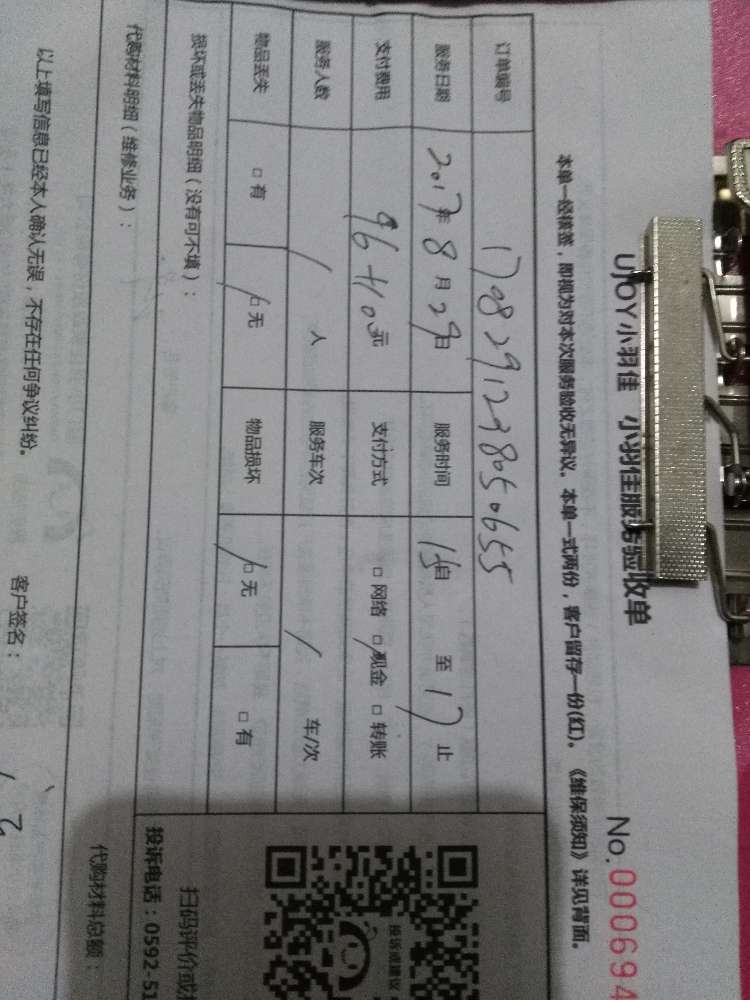 UJOY小羽佳 小羽佳服务验收单
No.000694
本单一经核签，即视为对本次服务验收无异议。本单一式两份，客户留存一份(红)。《维保须知》详见背面。
订单编号 1708291238050655
服务日期 2017年8月29日 服务时间 15自 至17止
支付费用 96+10元 支付方式 □网络 □现金 □转账
服务人数 / 人 服务车次 / 车/次
物品丢失 □有 □无 物品损坏 □无 □有
损坏或丢失物品明细（没有可不填）：
代购材料明细（维修业务）：
以上填写信息已经本人确认无误，不存在任何争议纠纷。
客户签名：
投诉建议
扫码评价或
投诉电话：0592-51
代购材料总额：